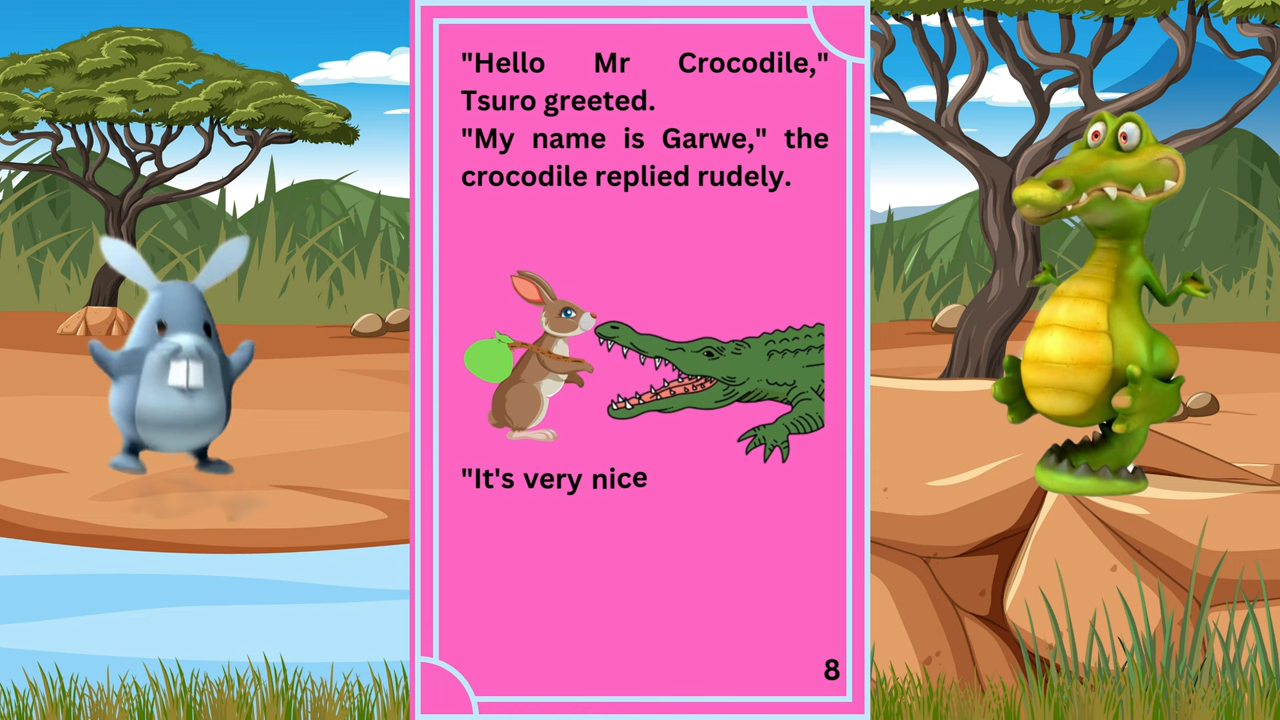 "Hello Mr Crocodile,"
Tsuro greeted.
"My name is Garwe," the
crocodile replied rudely.
"It's very nice
8